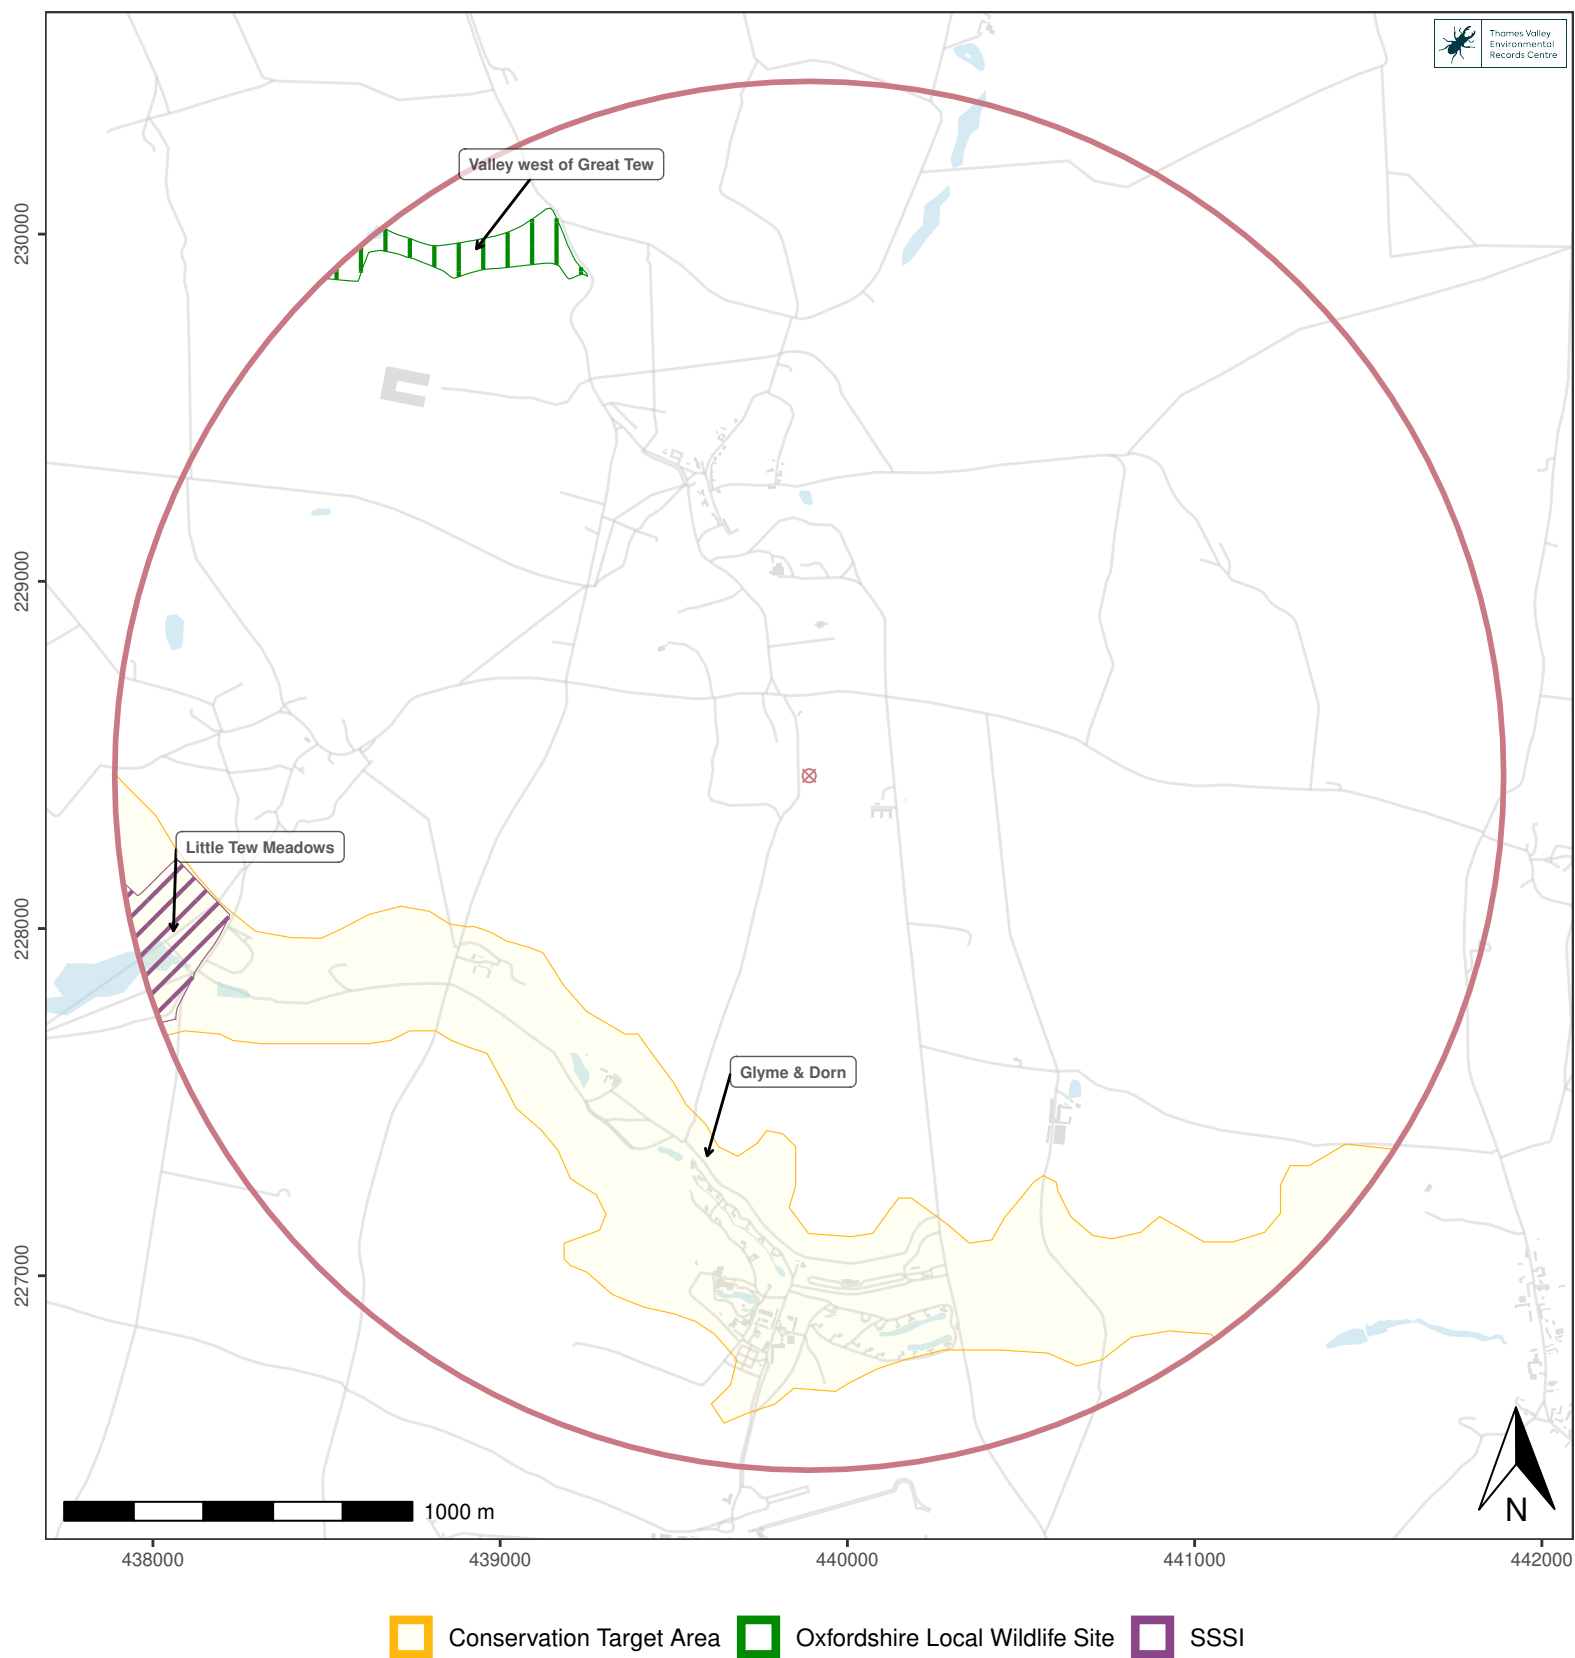 Thames Valley
Environmental
Records Centre
Valley west of Great Tew
Little Tew Meadows
Glyme & Dorn
230000
229000
228000
227000
1000 m
N
438000
439000
440000
441000
442000
Conservation Target Area
Oxfordshire Local Wildlife Site
SSSI